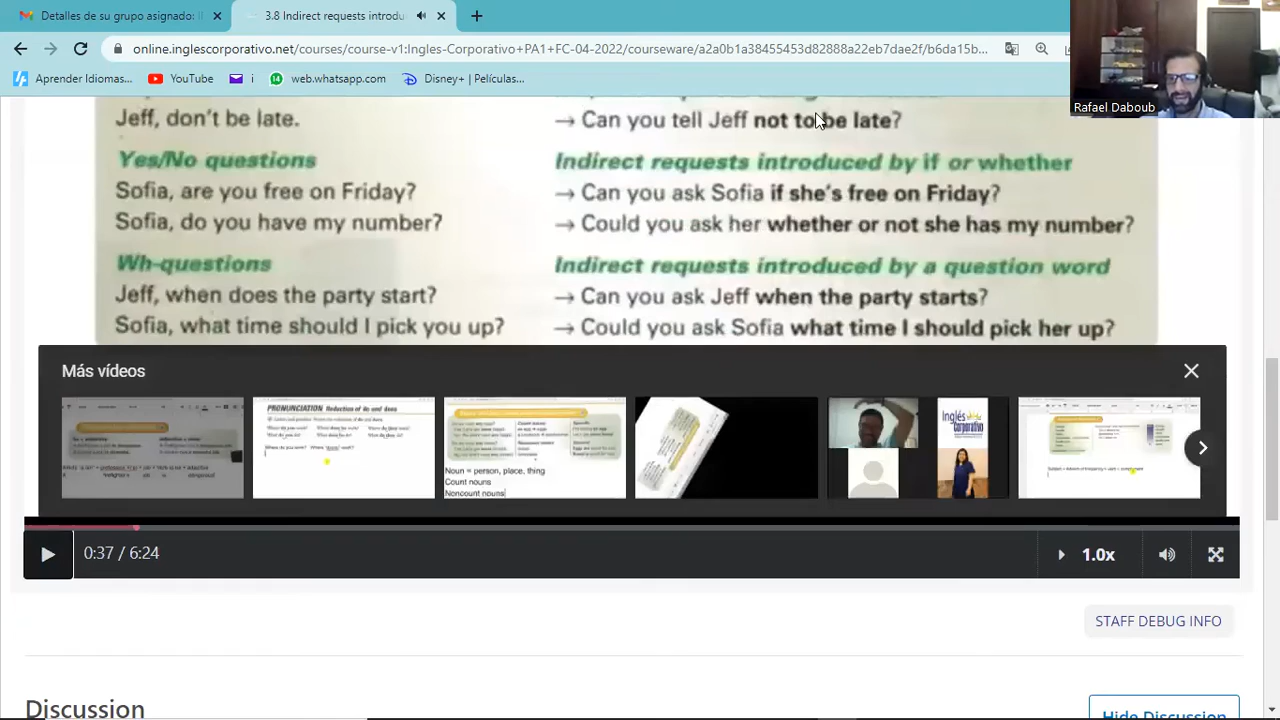 Detalles de su grupo asignado: I
3.8 Indirect requests introdu
online.inglescorporativo.net/courses/course-v1:Ingles-Corporativo+PA1+FC-04-2022/courseware/a2a0b1a38455453d82888a22eb7dae2f/b6da15b...
Aprender Idiomas...
YouTube
i
web.whatsapp.com
Disney+ | Películas...
Rafael Daboub
Jeff, don't be late.
→ Can you tell Jeff not to be late?
Yes/No questions
Indirect requests introduced by if or whether
Sofia, are you free on Friday?
→ Can you ask Sofia if she's free on Friday?
Sofia, do you have my number?
→ Could you ask her whether or not she has my number?
Wh-questions
Indirect requests introduced by a question word
Jeff, when does the party start?
→ Can you ask Jeff when the party starts?
Sofia, what time should I pick you up?
→ Could you ask Sofia what time I should pick her up?
Más vídeos
PRONUNCIATION Reduction of do and does
Noun = person, place, thing
Count nouns
Noncount nouns
Inglés
Corporativo
0:37 / 6:24
1.0x
STAFF DEBUG INFO
Discussion
Hide Discussion